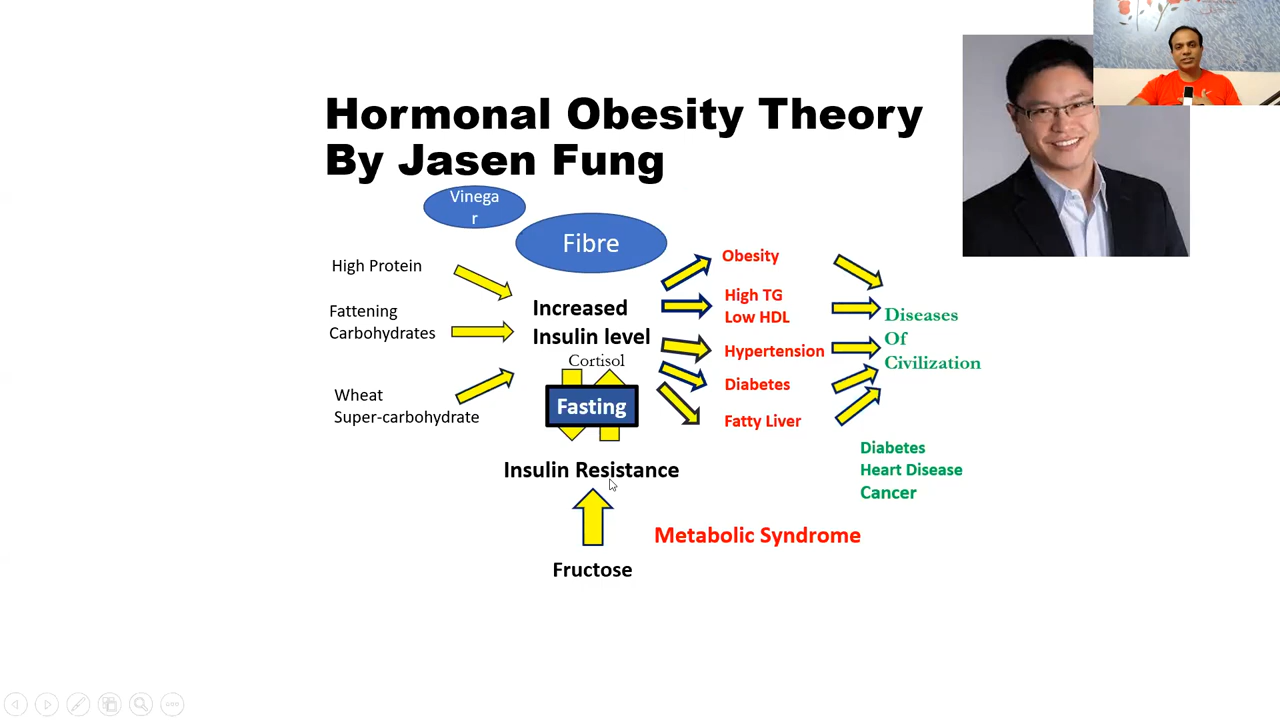 Hormonal Obesity Theory
By Jasen Fung
Vinega
r
Fibre
High Protein
Fattening
Carbohydrates
Wheat
Super-carbohydrate
Increased
Insulin level
Cortisol
Fasting
Insulin Resistance
Fructose
Obesity
High TG
Low HDL
Hypertension
Diabetes
Fatty Liver
Metabolic Syndrome
Diseases
Of
Civilization
Diabetes
Heart Disease
Cancer